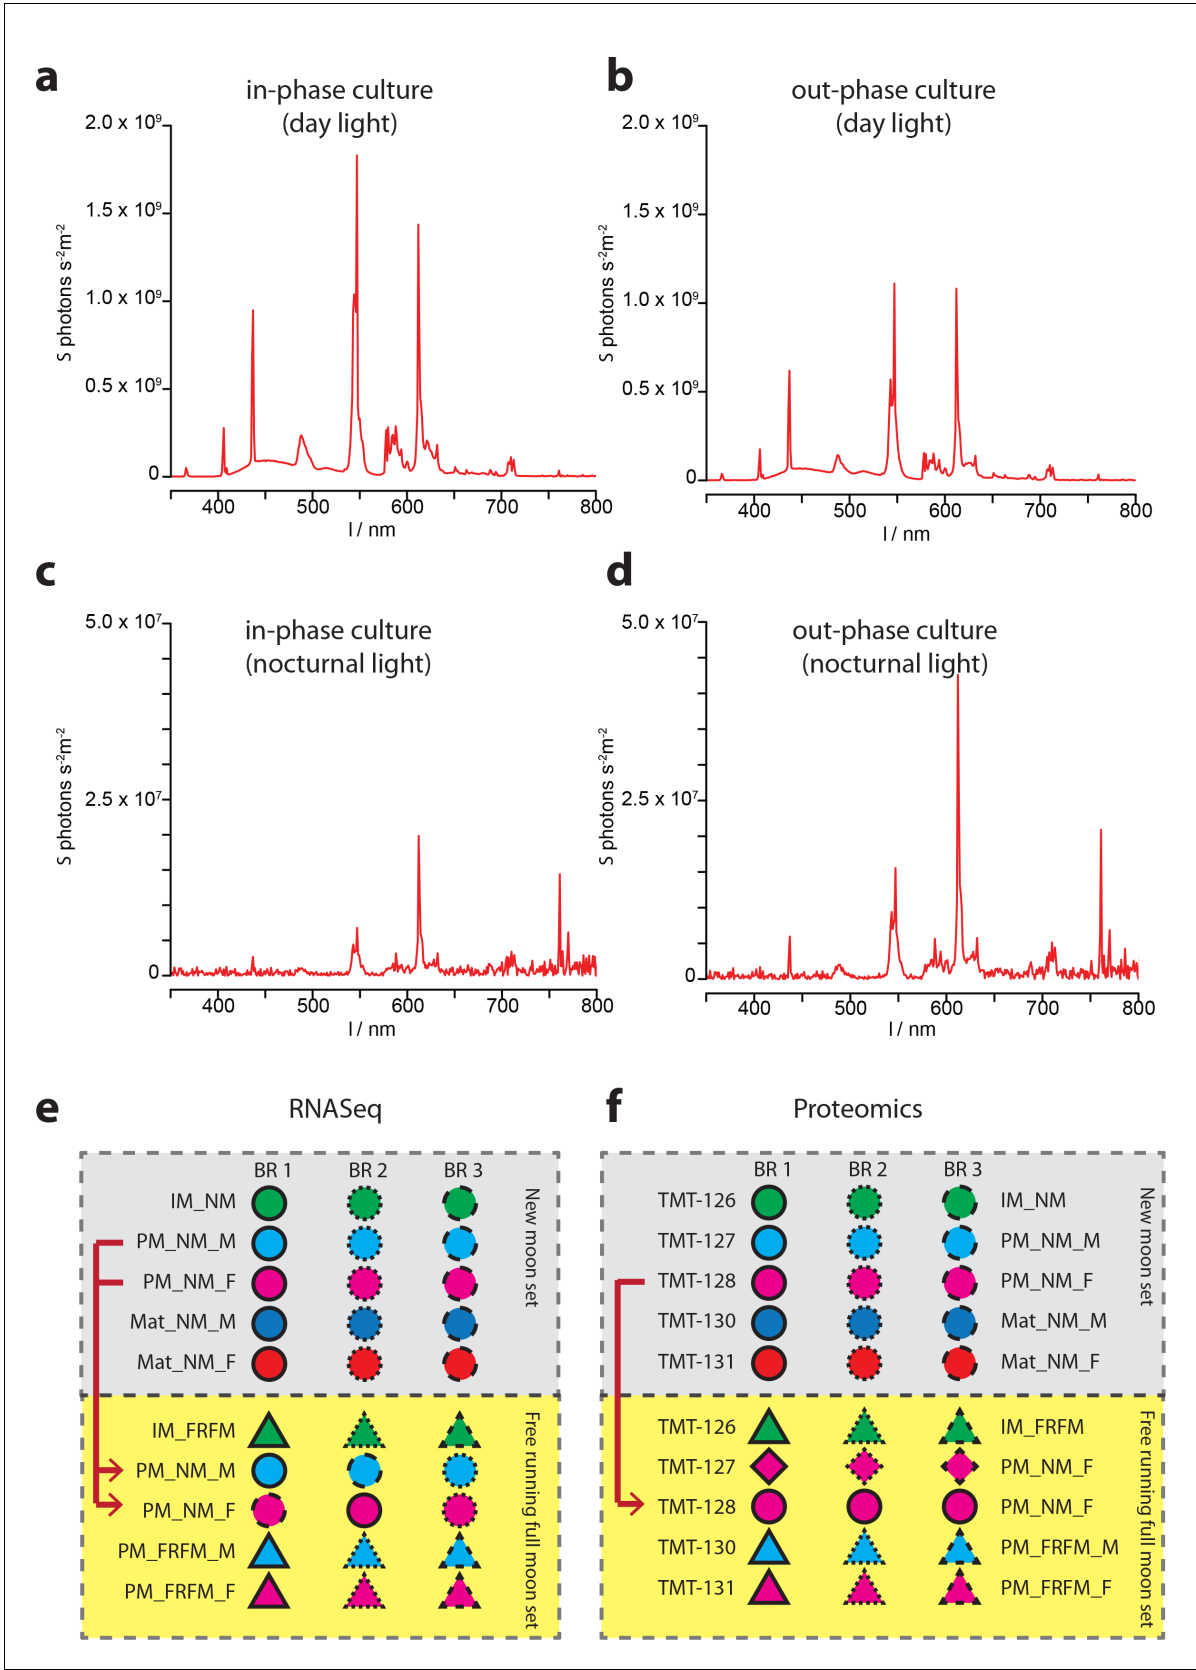 a
in-phase culture
(day light)
2.0 x 10⁹
1.5 x 10⁹
1.0 x 10⁹
0.5 x 10⁹
0
S photons s⁻²m⁻²
400 500 600 700 800
l / nm
b
out-phase culture
(day light)
2.0 x 10⁹
1.5 x 10⁹
1.0 x 10⁹
0.5 x 10⁹
0
S photons s⁻²m⁻²
400 500 600 700 800
l / nm
c
in-phase culture
(nocturnal light)
5.0 x 10⁷
2.5 x 10⁷
0
S photons s⁻²m⁻²
400 500 600 700 800
l / nm
d
out-phase culture
(nocturnal light)
5.0 x 10⁷
2.5 x 10⁷
0
S photons s⁻²m⁻²
400 500 600 700 800
l / nm
e
RNASeq
BR 1 BR 2 BR 3
IM_NM
PM_NM_M
PM_NM_F
Mat_NM_M
Mat_NM_F
New moon set
IM_FRFM
PM_NM_M
PM_NM_F
PM_FRFM_M
PM_FRFM_F
Free running full moon set
f
Proteomics
BR 1 BR 2 BR 3
TMT-126 IM_NM
TMT-127 PM_NM_M
TMT-128 PM_NM_F
TMT-130 Mat_NM_M
TMT-131 Mat_NM_F
New moon set
TMT-126 IM_FRFM
TMT-127 PM_NM_F
TMT-128 PM_NM_F
TMT-130 PM_FRFM_M
TMT-131 PM_FRFM_F
Free running full moon set